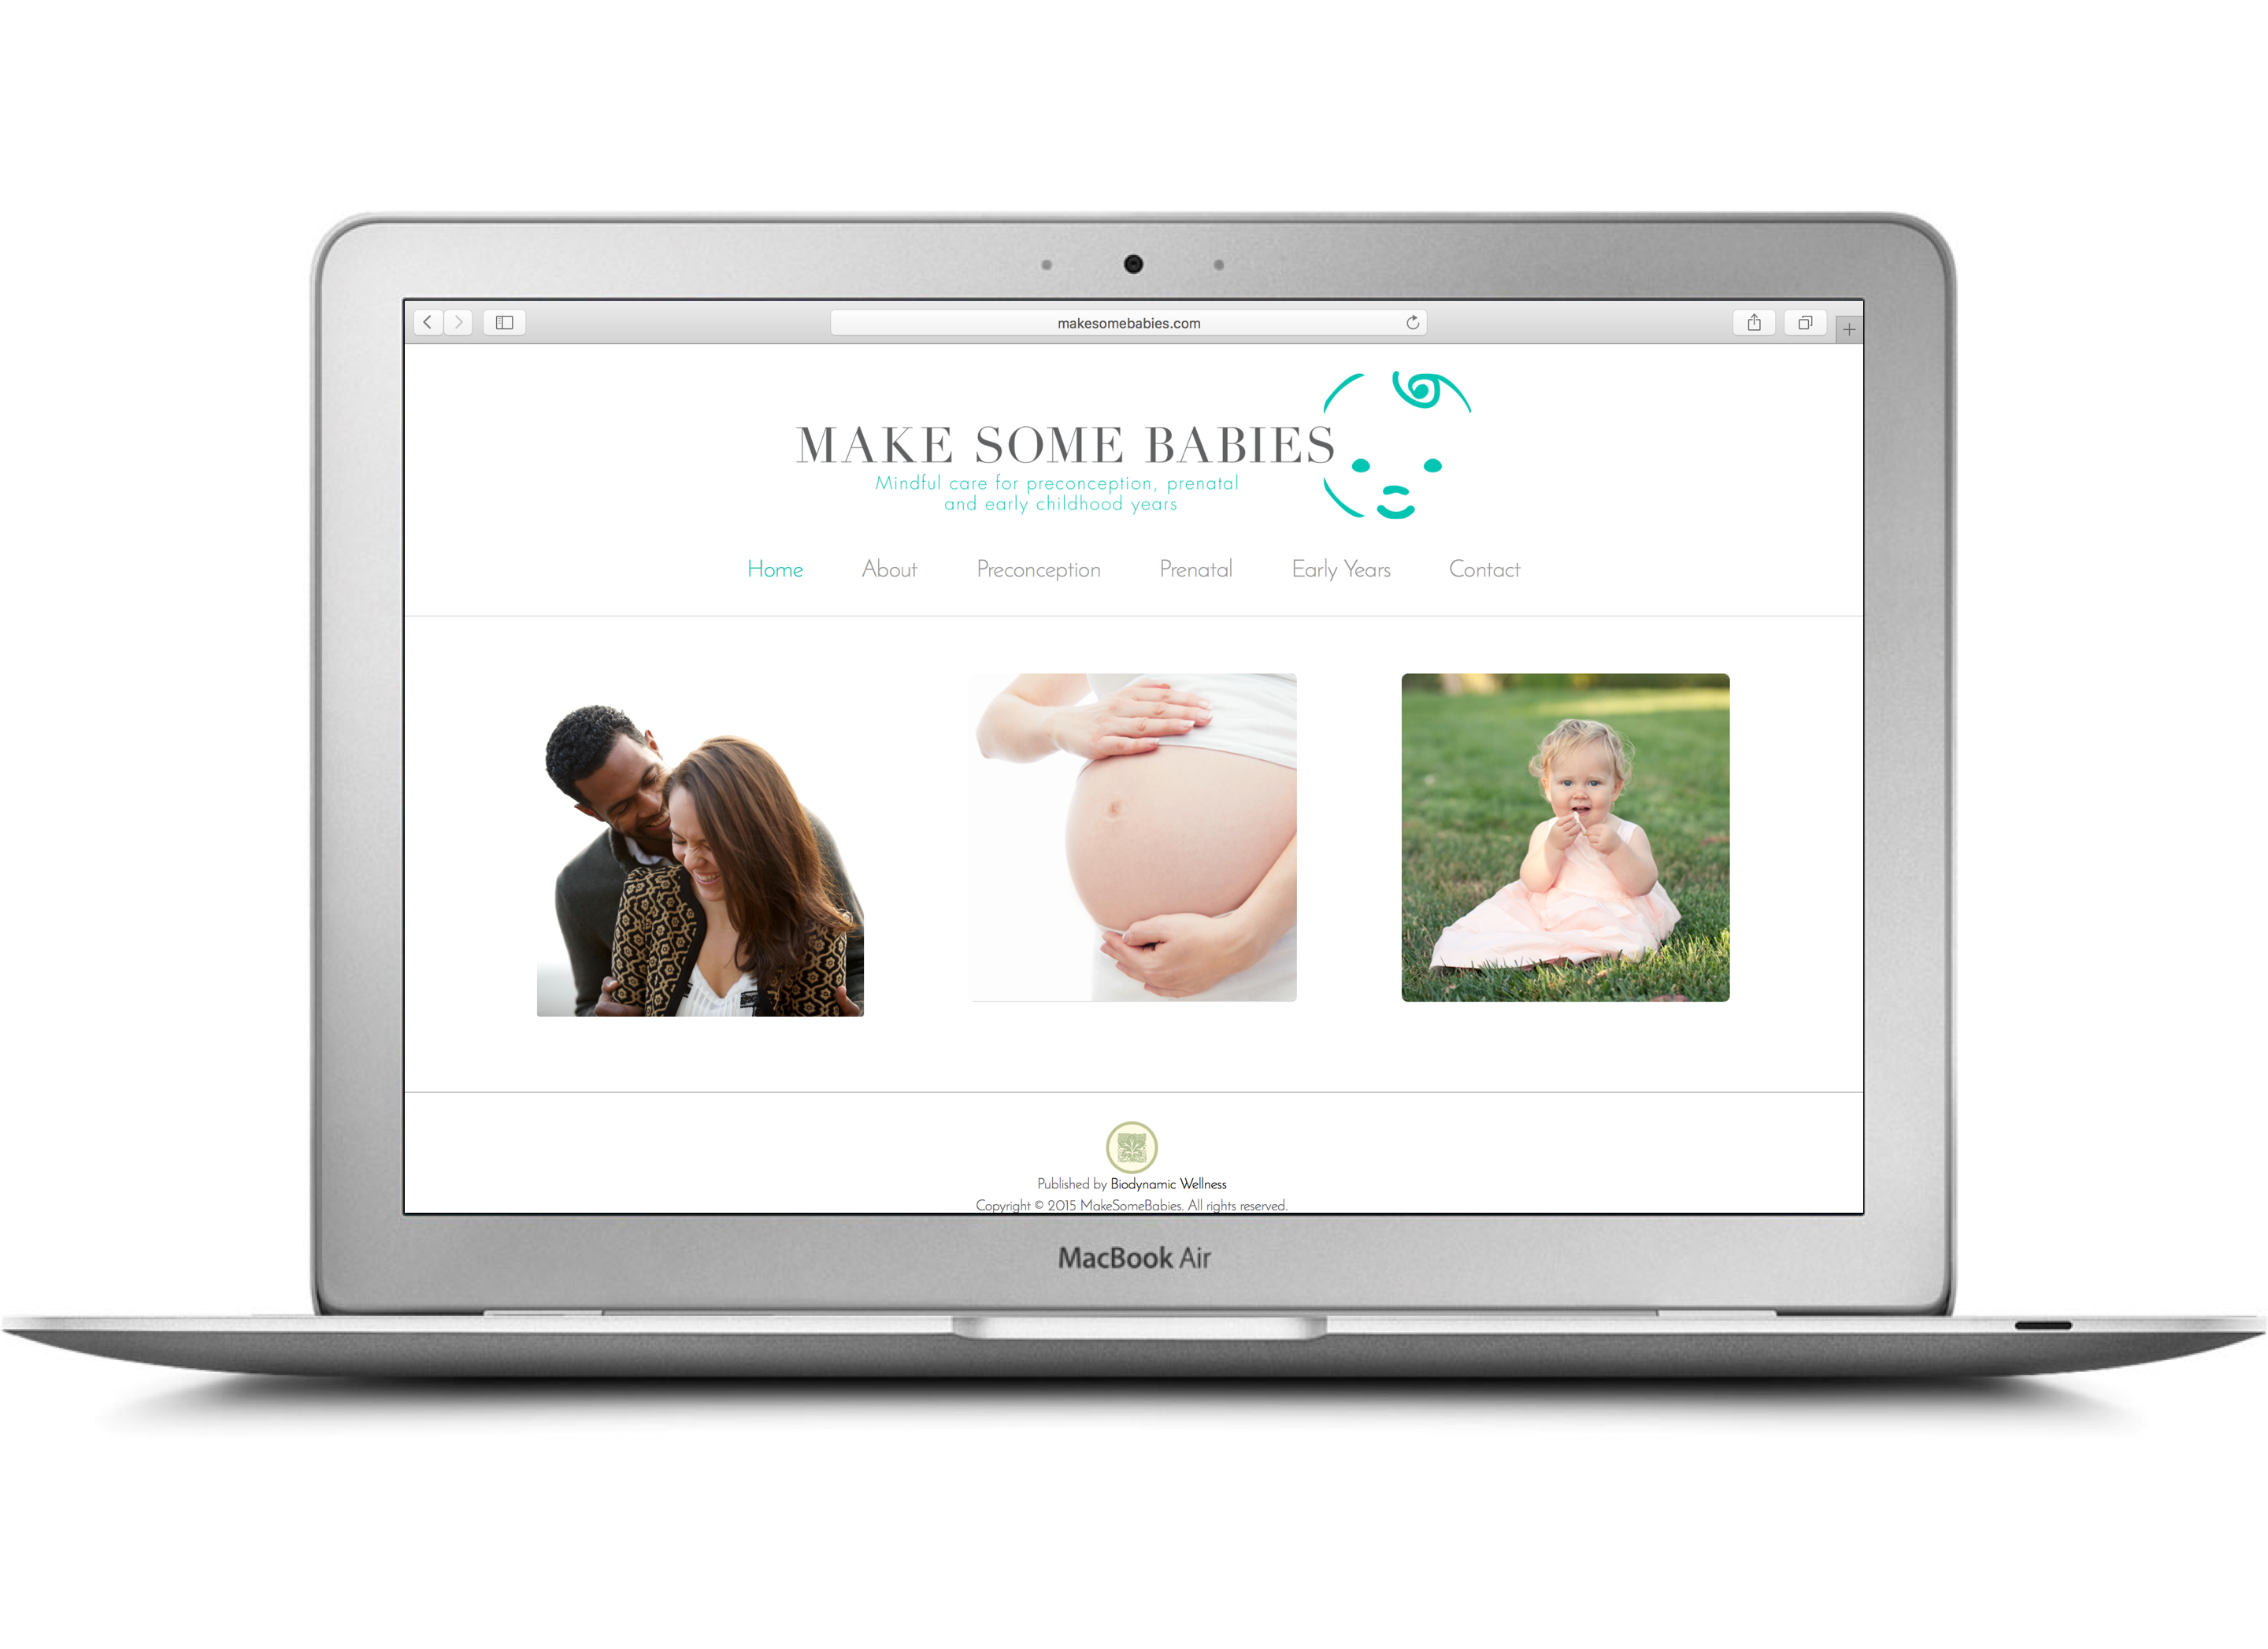 makesomebabies.com
MAKE SOME BABIES
Mindful care for preconception, prenatal
and early childhood years
Home About Preconception Prenatal Early Years Contact
Published by Biodynamic Wellness
Copyright © 2015 MakeSomeBabies. All rights reserved.
MacBook Air